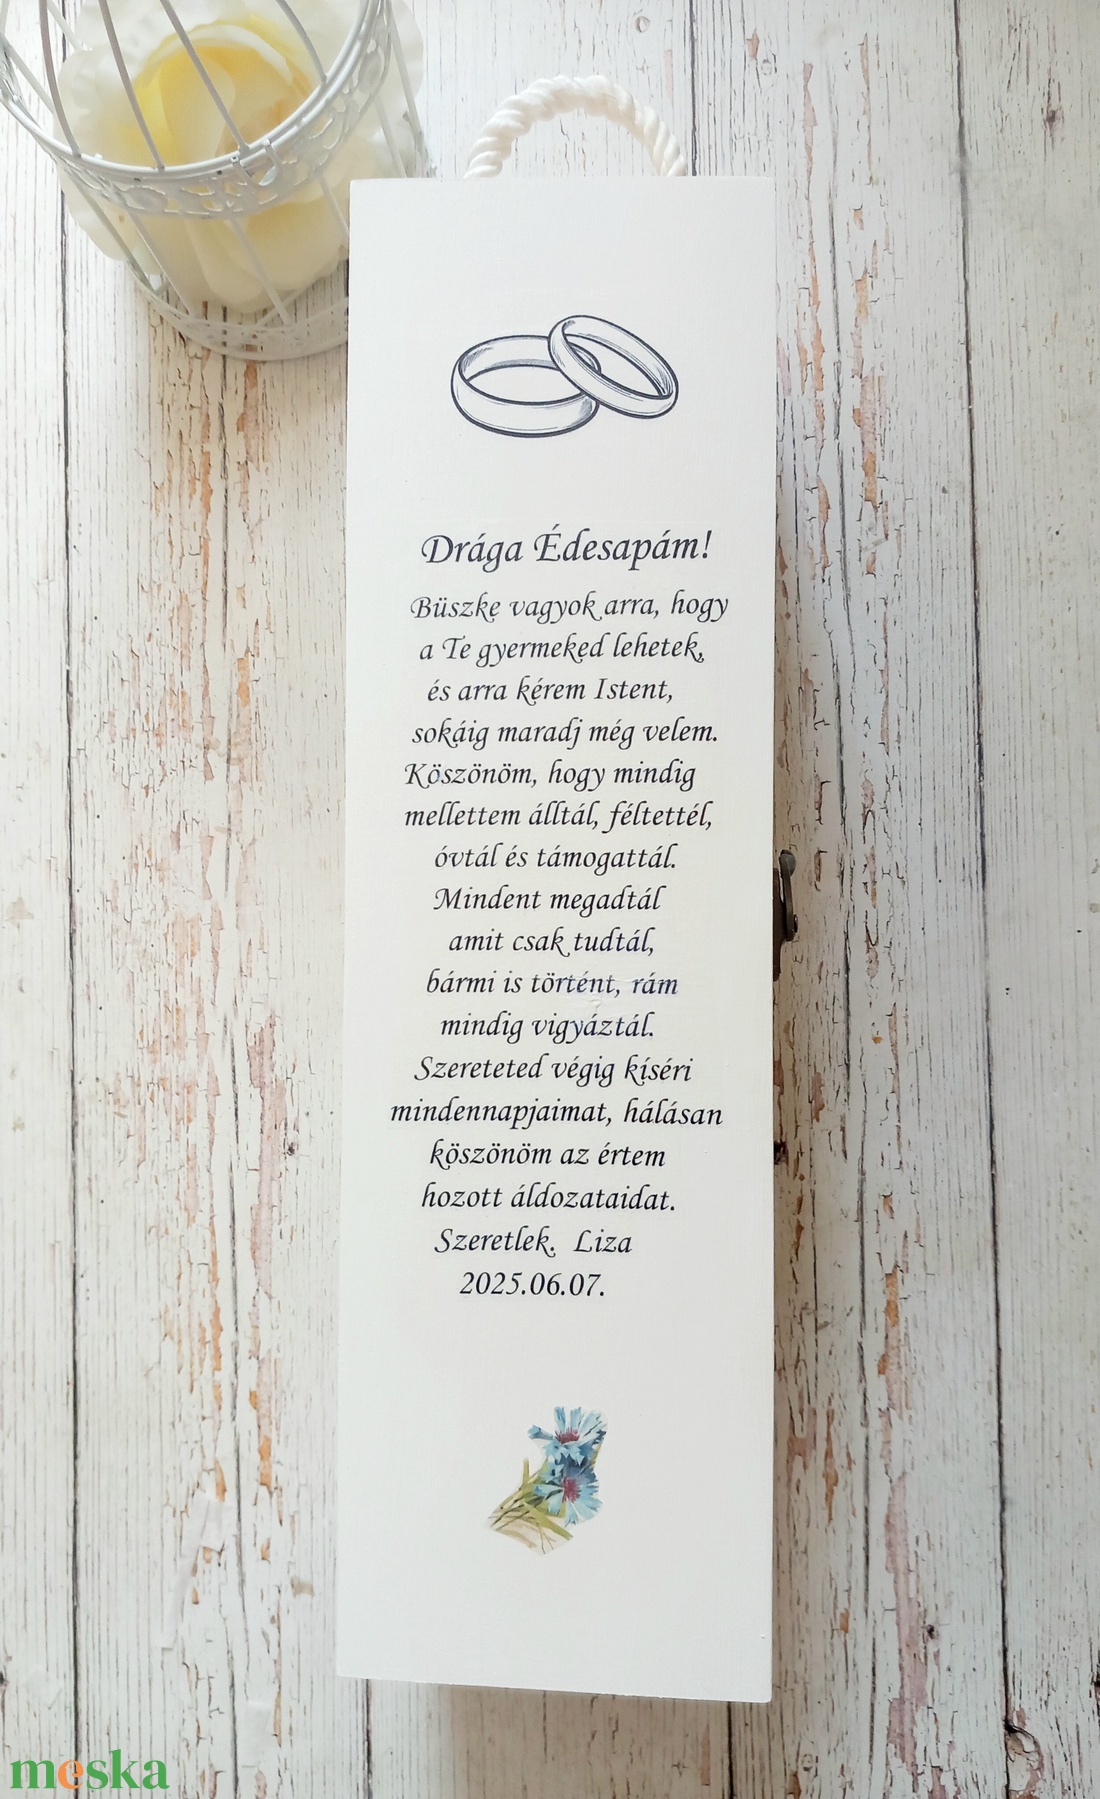 Drága Édesapám!
Büszke vagyok arra, hogy
a Te gyermeked lehetek,
és arra kérem Istent,
sokáig maradj még velem.
Köszönöm, hogy mindig
mellettem álltál, féltettél,
óvtál és támogattál.
Mindent megadtál
amit csak tudtál,
bármi is történt, rám
mindig vigyáztál.
Szereteted végig kíséri
mindennapjaimat, hálásan
köszönöm az értem
hozott áldozataidat.
Szeretlek. Liza
2025.06.07.
meska